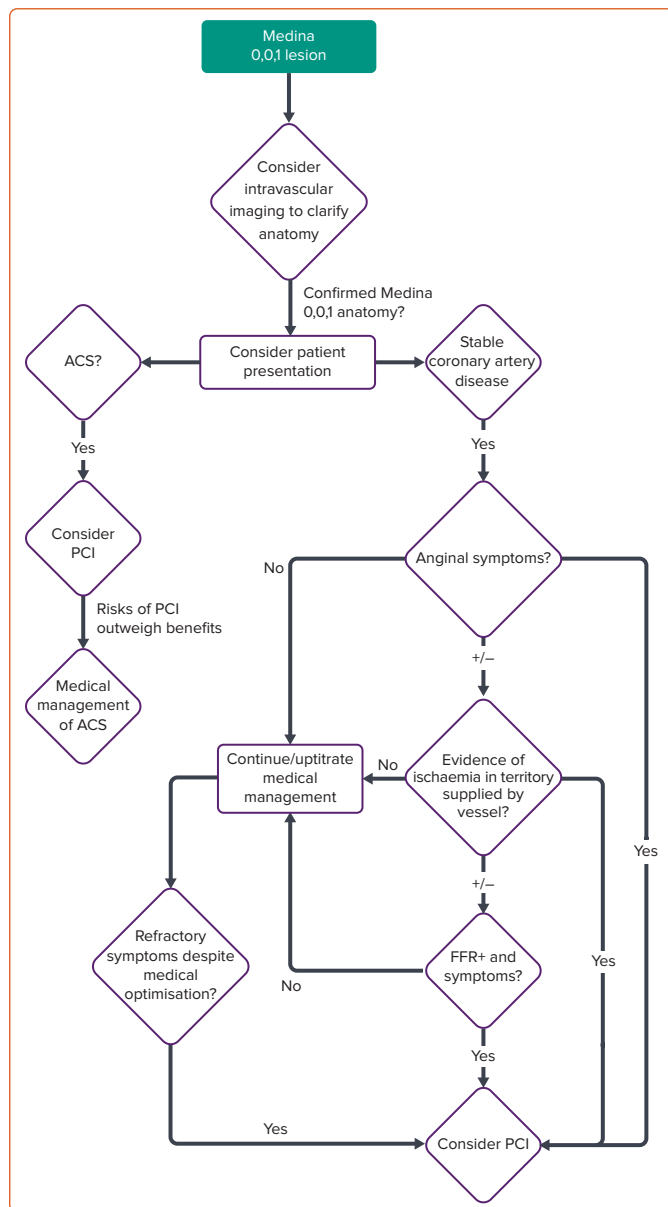 Medina
0,0,1 lesion
Consider
intravascular
imaging to clarify
anatomy
Confirmed Medina
0,0,1 anatomy?
ACS?
Consider patient
presentation
Stable
coronary artery
disease
Yes
Yes
Consider
PCI
No
Anginal symptoms?
Risks of PCI
outweigh benefits
+/–
Medical
management
of ACS
Continue/uptitrate
medical
management
No
Evidence of
ischaemia in territory
supplied by
vessel?
Yes
+/–
Refractory
symptoms despite
medical
optimisation?
No
FFR+ and
symptoms?
Yes
Yes
Yes
Consider PCI